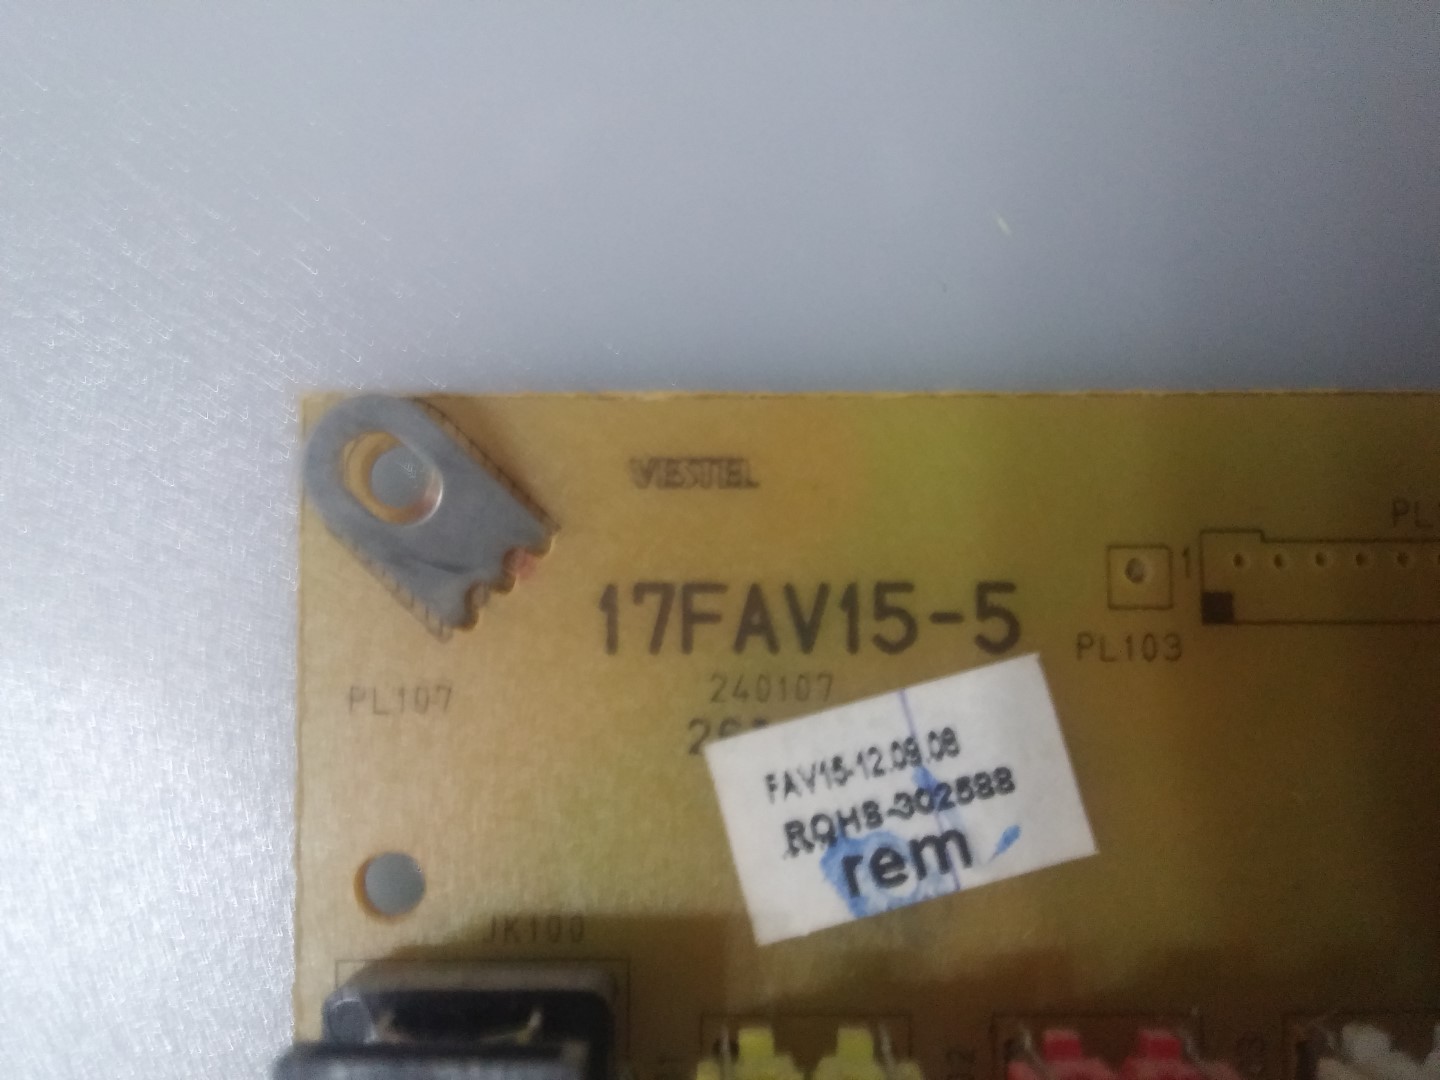 VESTEL
17FAV15-5
PL
1
PL103
PL107
240107
FAV15-12.09.08
ROHS-302588
rem
JK100